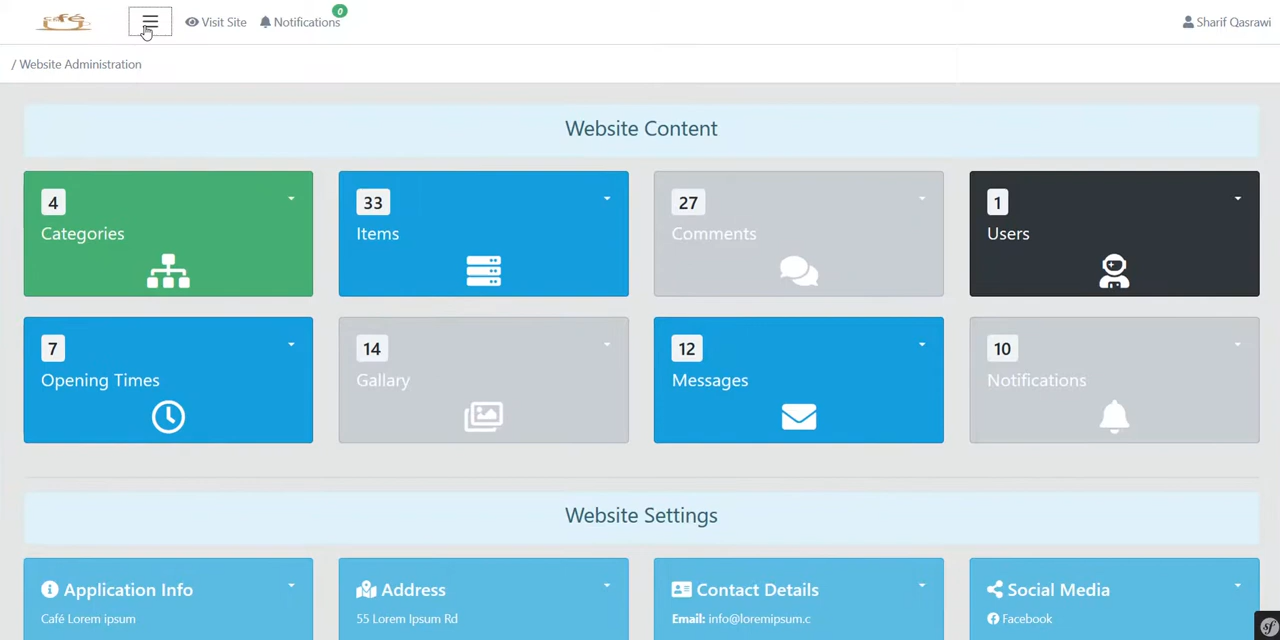 café
Visit Site
Notifications
0
Sharif Qasrawi
/ Website Administration
Website Content
4
Categories
33
Items
27
Comments
1
Users
7
Opening Times
14
Gallary
12
Messages
10
Notifications
Website Settings
Application Info
Café Lorem ipsum
Address
55 Lorem Ipsum Rd
Contact Details
Email: info@loremipsum.c
Social Media
Facebook
sf